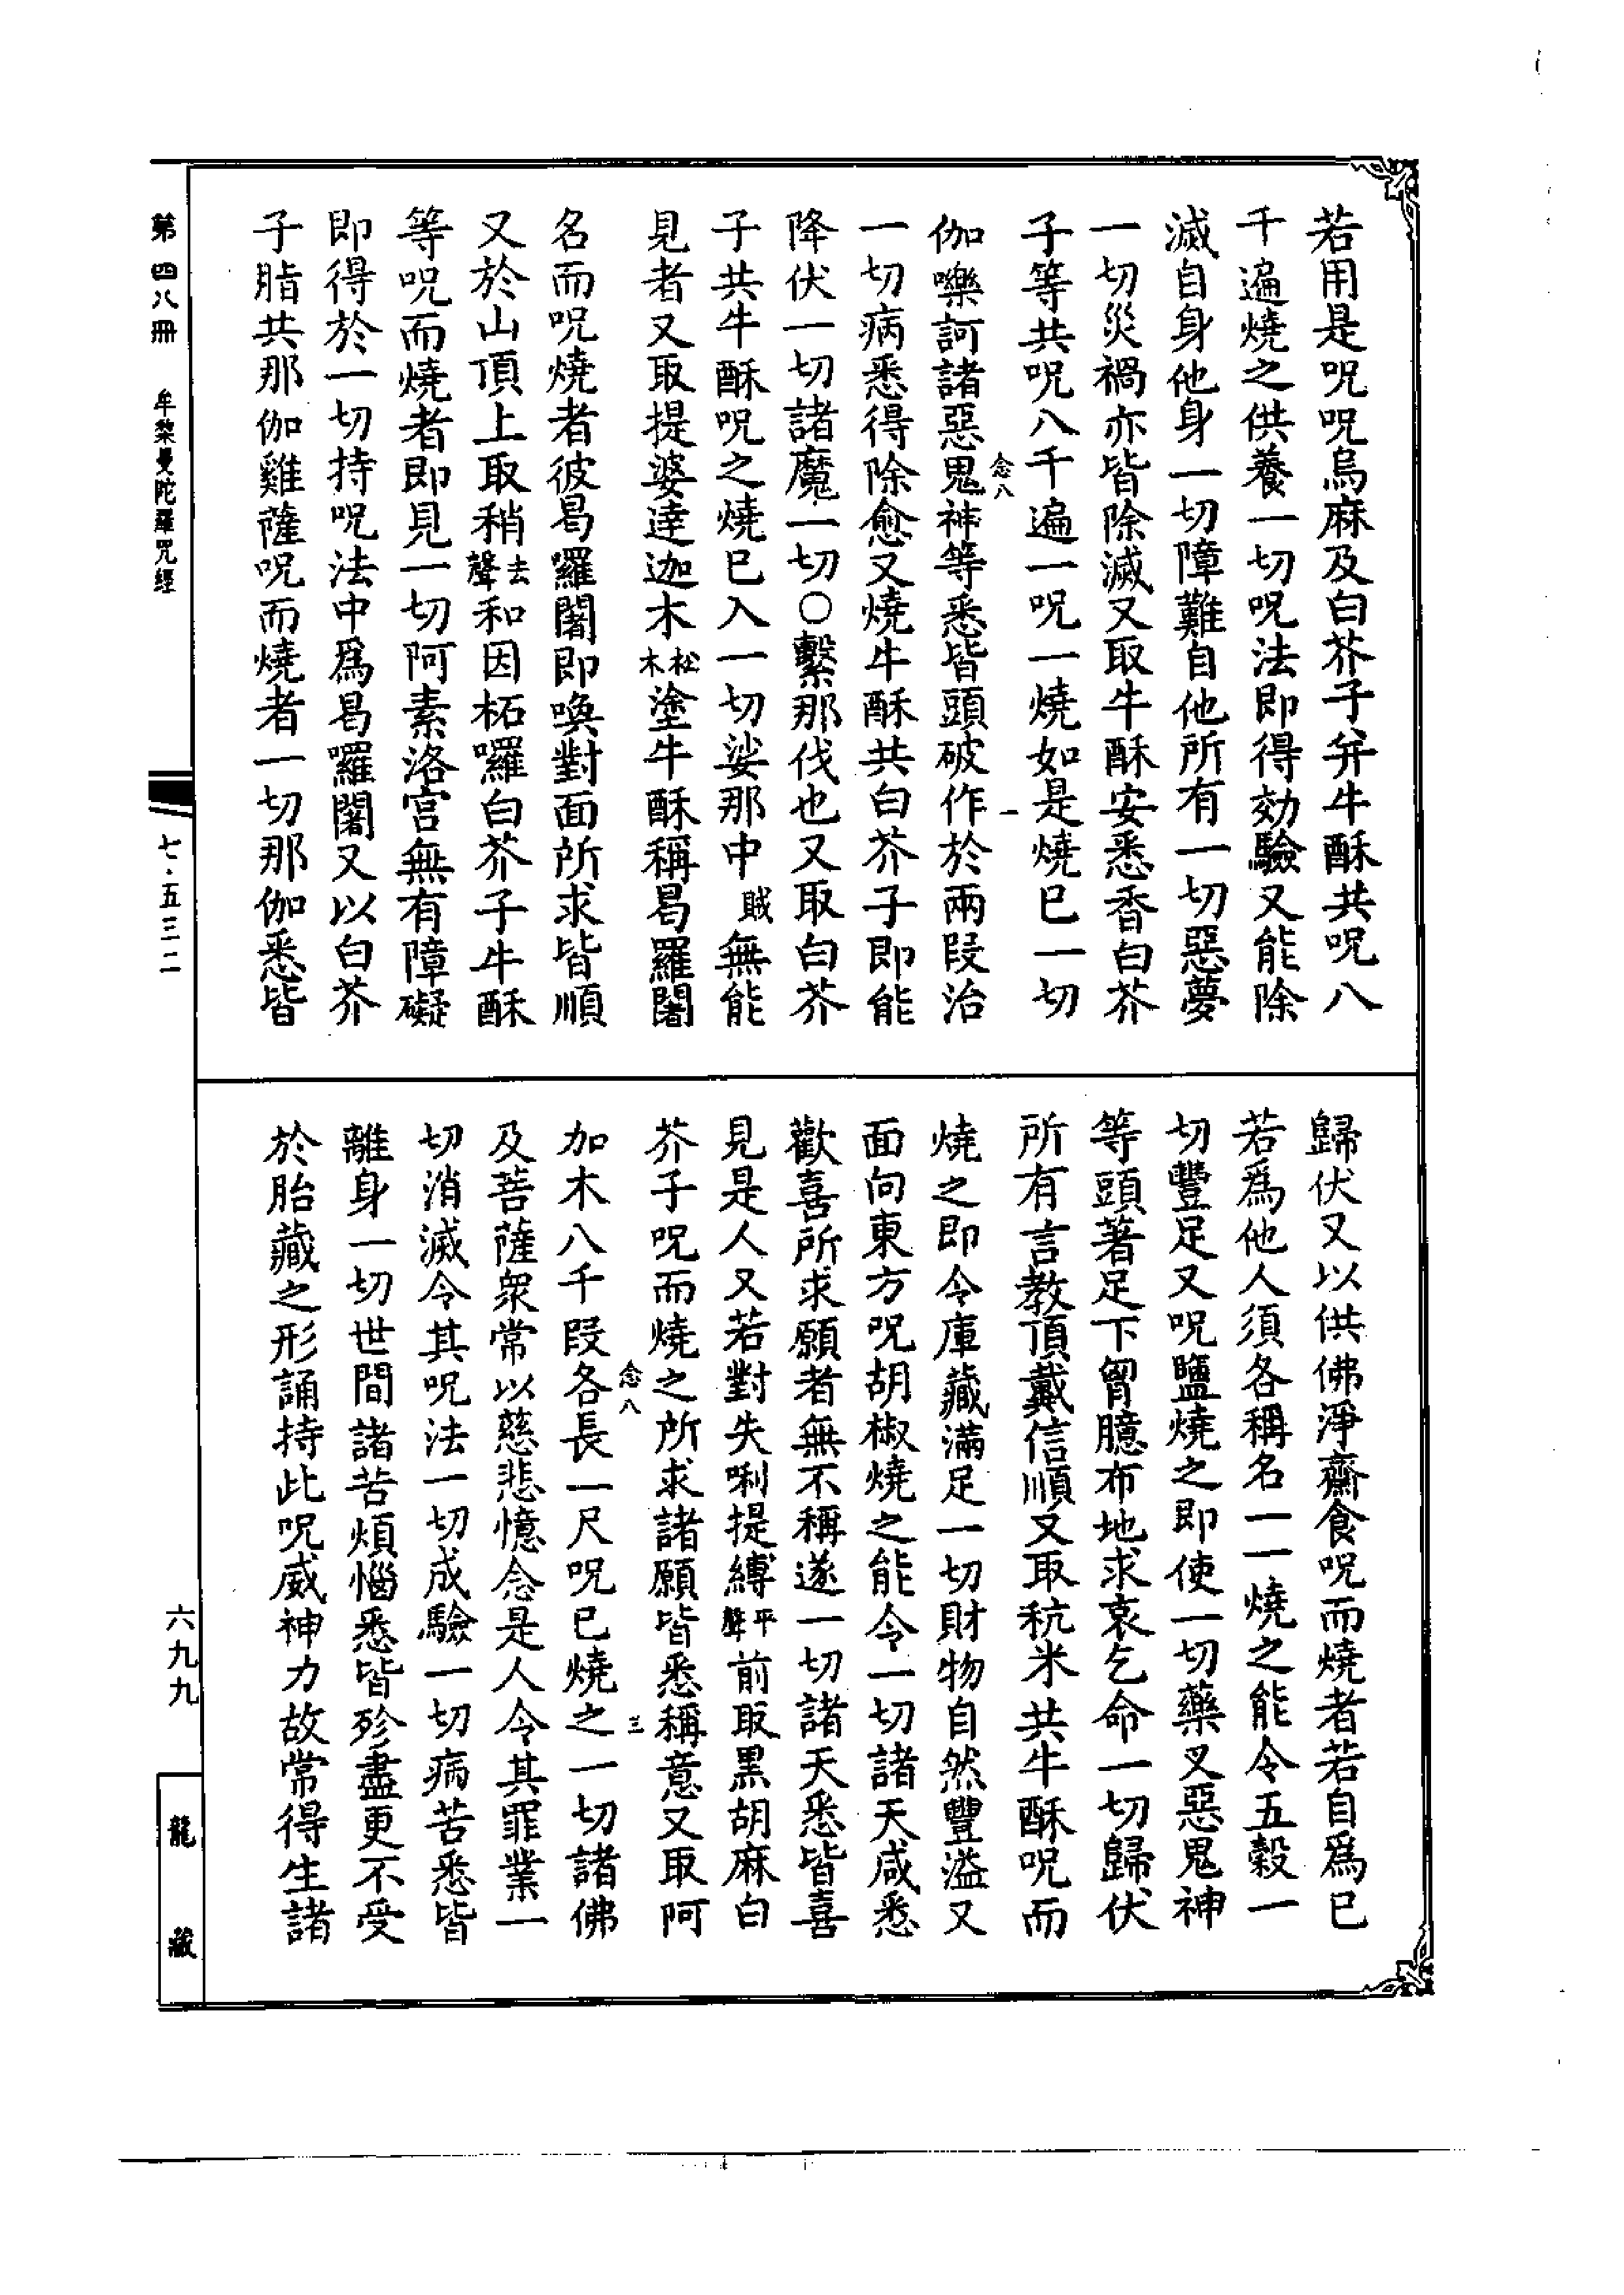 若用是呪呪烏麻及白芥子并牛酥共呪八
千遍燒之供養一切呪法即得効驗又能除
滅自身他身一切障難自他所有一切惡夢
一切災禍亦皆除滅又取牛酥安悉香白芥
子等共呪八千遍一呪一燒如是燒已一切
念八
一
伽㘑訶諸惡鬼神等悉皆頭破作於兩段治
一切病悉得除愈又燒牛酥共白芥子即能
降伏一切諸魔一切○繫那伐也又取白芥
子共牛酥呪之燒已入一切娑那中賊無能
見者又取提婆達迦木松木塗牛酥稱曷羅闍
名而呪燒者彼曷囉闍即喚對面所求皆順
又於山頂上取稍去聲和因柘囉白芥子牛酥
等呪而燒者即見一切阿素洛宮無有障礙
即得於一切持呪法中爲曷囉闍又以白芥
子脂共那伽雞薩呪而燒者一切那伽悉皆
歸伏又以供佛淨齋食呪而燒者若自爲已
若爲他人須各稱名一一燒之能令五穀一
切豐足又呪鹽燒之即使一切藥叉惡鬼神
等頭著足下胷臆布地求哀乞命一切歸伏
所有言教頂戴信順又取秔米共牛酥呪而
燒之即令庫藏滿足一切財物自然豐溢又
面向東方呪胡椒燒之能令一切諸天咸悉
歡喜所求願者無不稱遂一切諸天悉皆喜
見是人又若對失唎提縛平聲前取黑胡麻白
芥子呪而燒之所求諸願皆悉稱意又取阿
念八
三
加木八千段各長一尺呪已燒之一切諸佛
及菩薩衆常以慈悲憶念是人令其罪業一
切消滅令其呪法一切成驗一切病苦悉皆
離身一切世間諸苦煩惱悉皆殄盡更不受
於胎藏之形誦持此呪威神力故常得生諸
第四八冊 牟棃曼陀羅咒經
七·五三二
六九九
龍藏